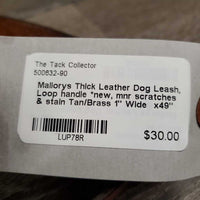 The Tack Collector
500632-90
Mallorys Thick Leather Dog Leash,
Loop handle *new, mnr scratches
& stain Tan/Brass 1" Wide x49"
LUP78R
$30.00